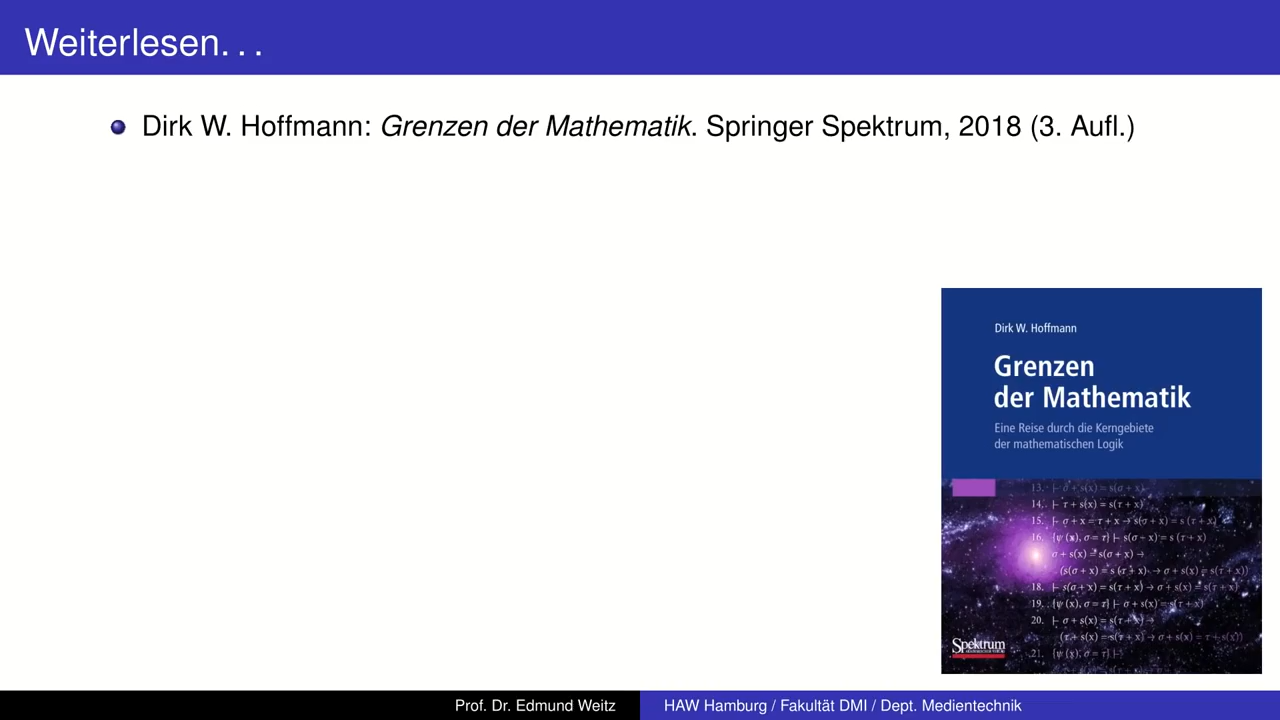 Weiterlesen. . .
Dirk W. Hoffmann: Grenzen der Mathematik. Springer Spektrum, 2018 (3. Aufl.)
Dirk W. Hoffmann
Grenzen
der Mathematik
Eine Reise durch die Kerngebiete
der mathematischen Logik
13. ⊢ σ + s(x) = s(σ + x)
14. ⊢ τ + s(x) = s(τ + x)
15. ⊢ σ + x = τ + x → s(σ + x) = s (τ + x)
16. {ψ (x), σ = τ} ⊢ s(σ + x) = s (τ + x)
σ + s(x) = s(σ + x) →
(s(σ + x) = s (τ + x) → σ + s(x) = s(τ + x))
18. ⊢ s(σ + x) = s(τ + x) → σ + s(x) = s(τ + x)
19. {ψ (x), σ = τ} ⊢ σ + s(x) = s(τ + x)
20. ⊢ σ + s(x) = s(τ + x) →
(τ + s(x) = s(τ + x) → σ + s(x) = τ + s(x))
21. {ψ (x), σ = τ} ⊢
Spektrum
Prof. Dr. Edmund Weitz
HAW Hamburg / Fakultät DMI / Dept. Medientechnik